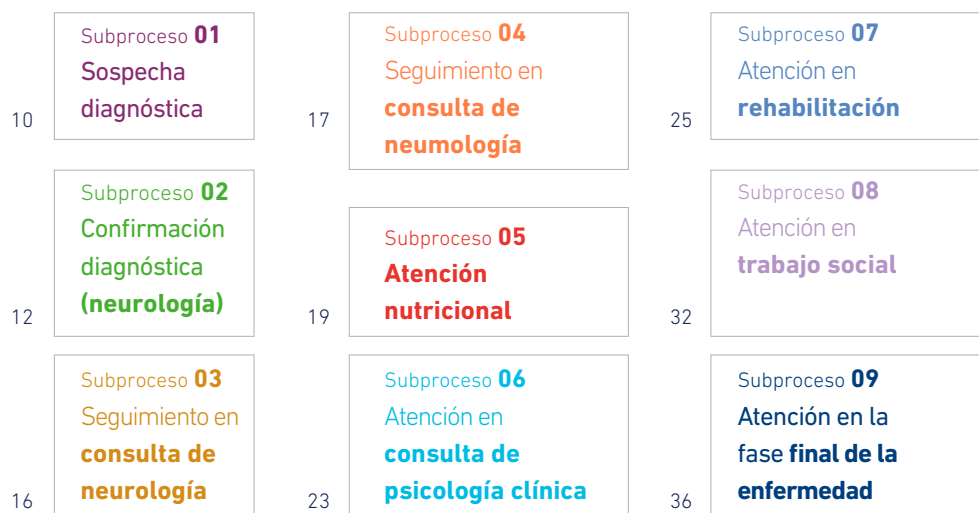 Subproceso 01
Sospecha
diagnóstica
10
Subproceso 02
Confirmación
diagnóstica
(neurología)
12
Subproceso 03
Seguimiento en
consulta de
neurología
16
Subproceso 04
Seguimiento en
consulta de
neumología
17
Subproceso 05
Atención
nutricional
19
Subproceso 06
Atención en
consulta de
psicología clínica
23
Subproceso 07
Atención en
rehabilitación
25
Subproceso 08
Atención en
trabajo social
32
Subproceso 09
Atención en la
fase final de la
enfermedad
36